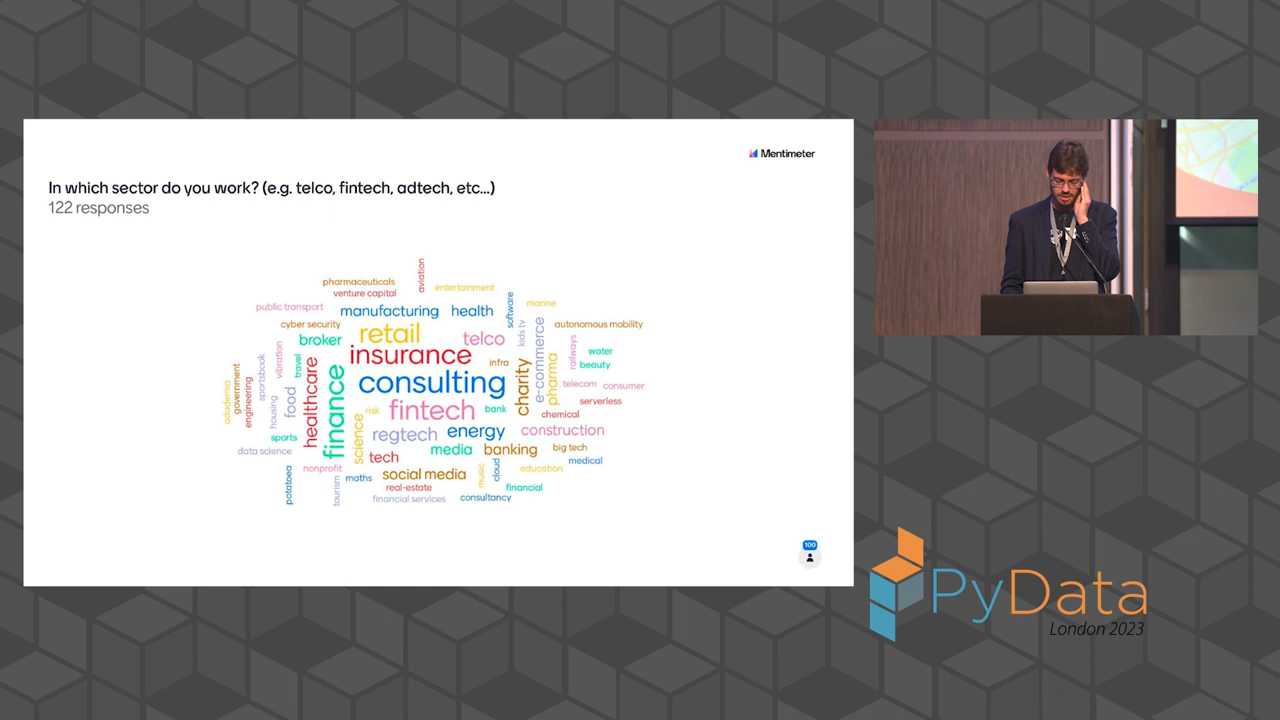 Mentimeter
In which sector do you work? (e.g. telco, fintech, adtech, etc...)
122 responses
aviation
pharmaceuticals
entertainment
venture capital
software
marine
public transport
manufacturing
health
cyber security
retail
kids tv
e-commerce
autonomous mobility
broker
telco
railways
vibration
travel
insurance
infra
water
beauty
sportsbook
government
engineering
adademia
healthcare
finance
consulting
charity
pharma
telecom
consumer
housing
food
risk
fintech
bank
serverless
chemical
science
regtech
energy
construction
sports
data science
tech
media
banking
big tech
medical
potatoea
nonprofit
tourism
maths
social media
music
cloud
education
real-estate
financial
financial services
consultancy
100
PyData
London 2023